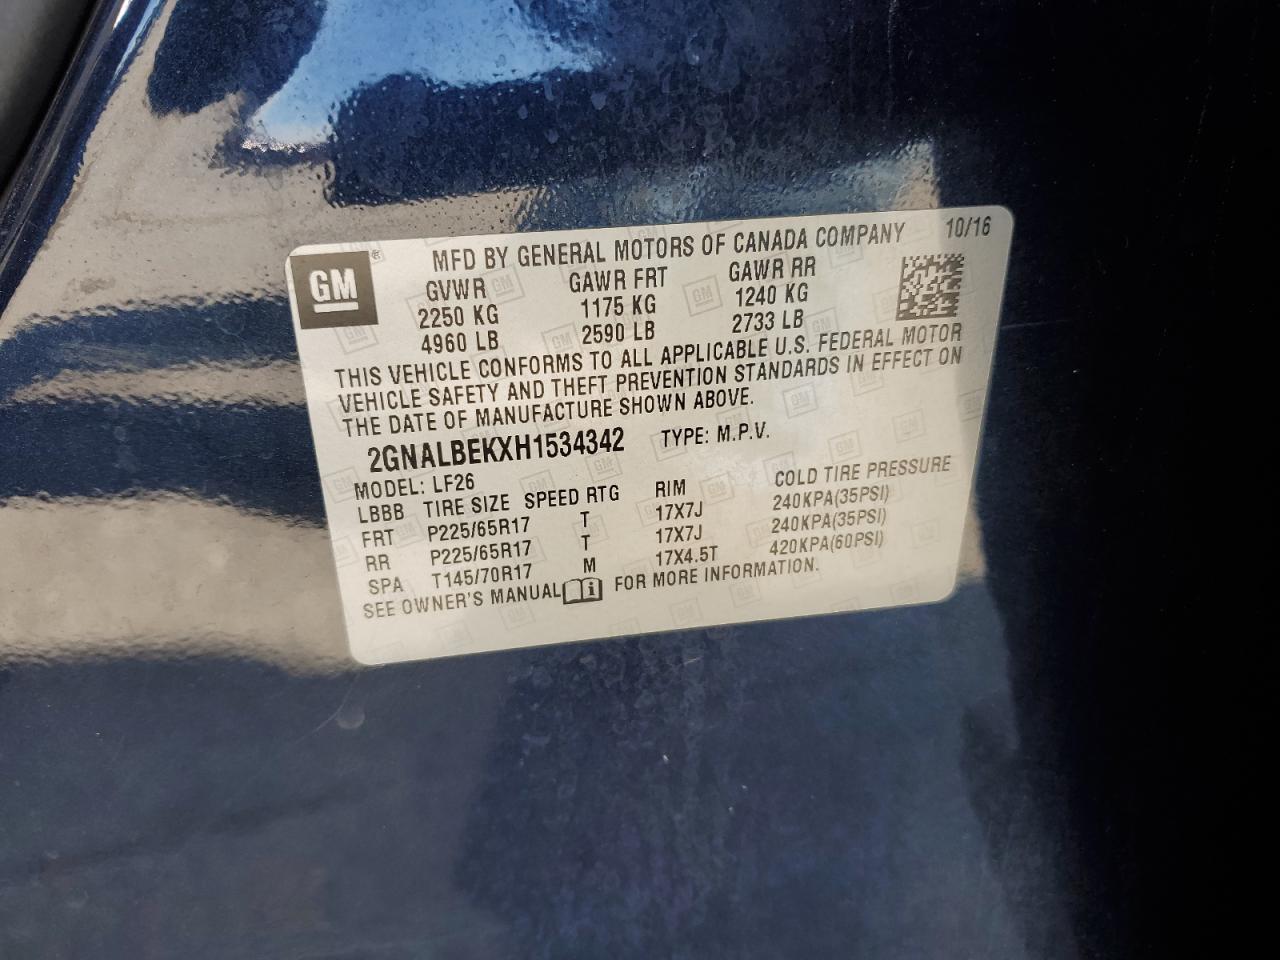 GM ® MFD BY GENERAL MOTORS OF CANADA COMPANY 10/16
GVWR GAWR FRT GAWR RR
2250 KG 1175 KG 1240 KG
4960 LB 2590 LB 2733 LB
THIS VEHICLE CONFORMS TO ALL APPLICABLE U.S. FEDERAL MOTOR
VEHICLE SAFETY AND THEFT PREVENTION STANDARDS IN EFFECT ON
THE DATE OF MANUFACTURE SHOWN ABOVE.
2GNALBEKXH1534342 TYPE: M.P.V.
MODEL: LF26
LBBB TIRE SIZE SPEED RTG RIM COLD TIRE PRESSURE
FRT P225/65R17 T 17X7J 240KPA(35PSI)
RR P225/65R17 T 17X7J 240KPA(35PSI)
SPA T145/70R17 M 17X4.5T 420KPA(60PSI)
SEE OWNER'S MANUAL FOR MORE INFORMATION.